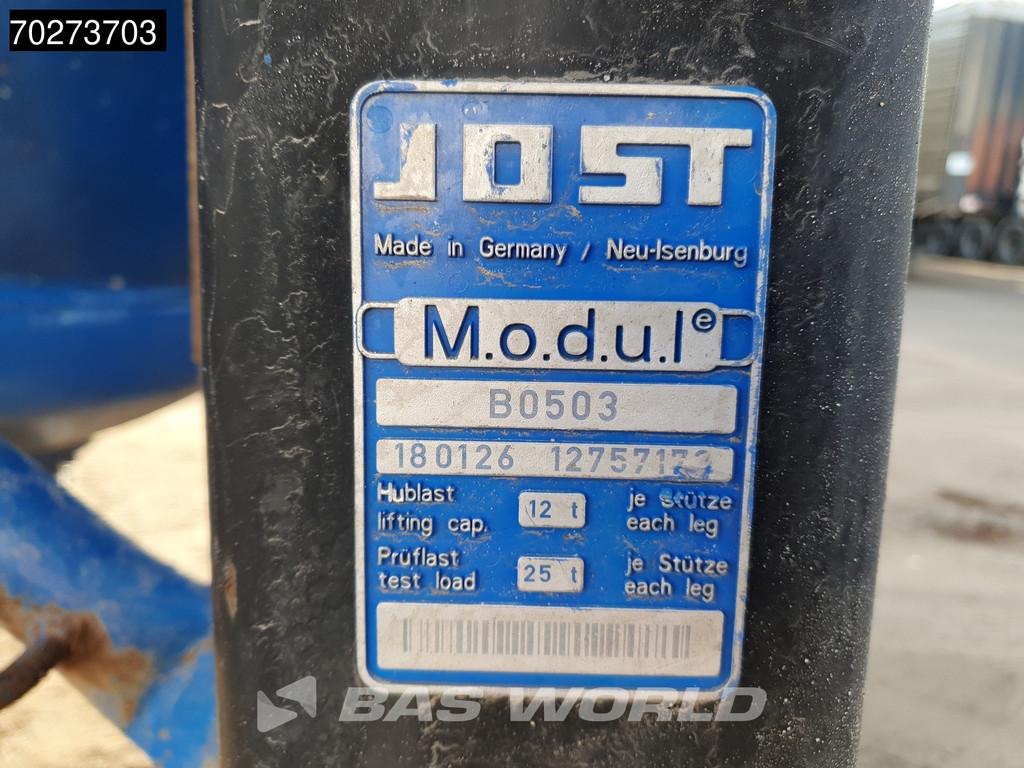 70273703
JOST
Made in Germany / Neu-Isenburg
M.o.d.u.l e
B0503
180126
Hublast je Stütze
lifting cap. 12 t each leg
Prüflast je Stütze
test load 25 t each leg
BAS WORLD